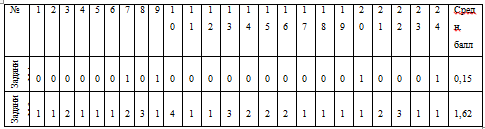 № 1 2 3 4 5 6 7 8 9 10 11 12 13 14 15 16 17 18 19 20 21 22 23 24 Средн. балл
Задани 0 0 0 0 0 0 1 0 1 0 0 0 0 0 0 0 0 0 0 1 0 0 0 1 0,15
Задани 1 1 2 1 1 1 2 3 1 4 1 1 3 2 2 2 1 1 1 1 2 3 1 1 1,62